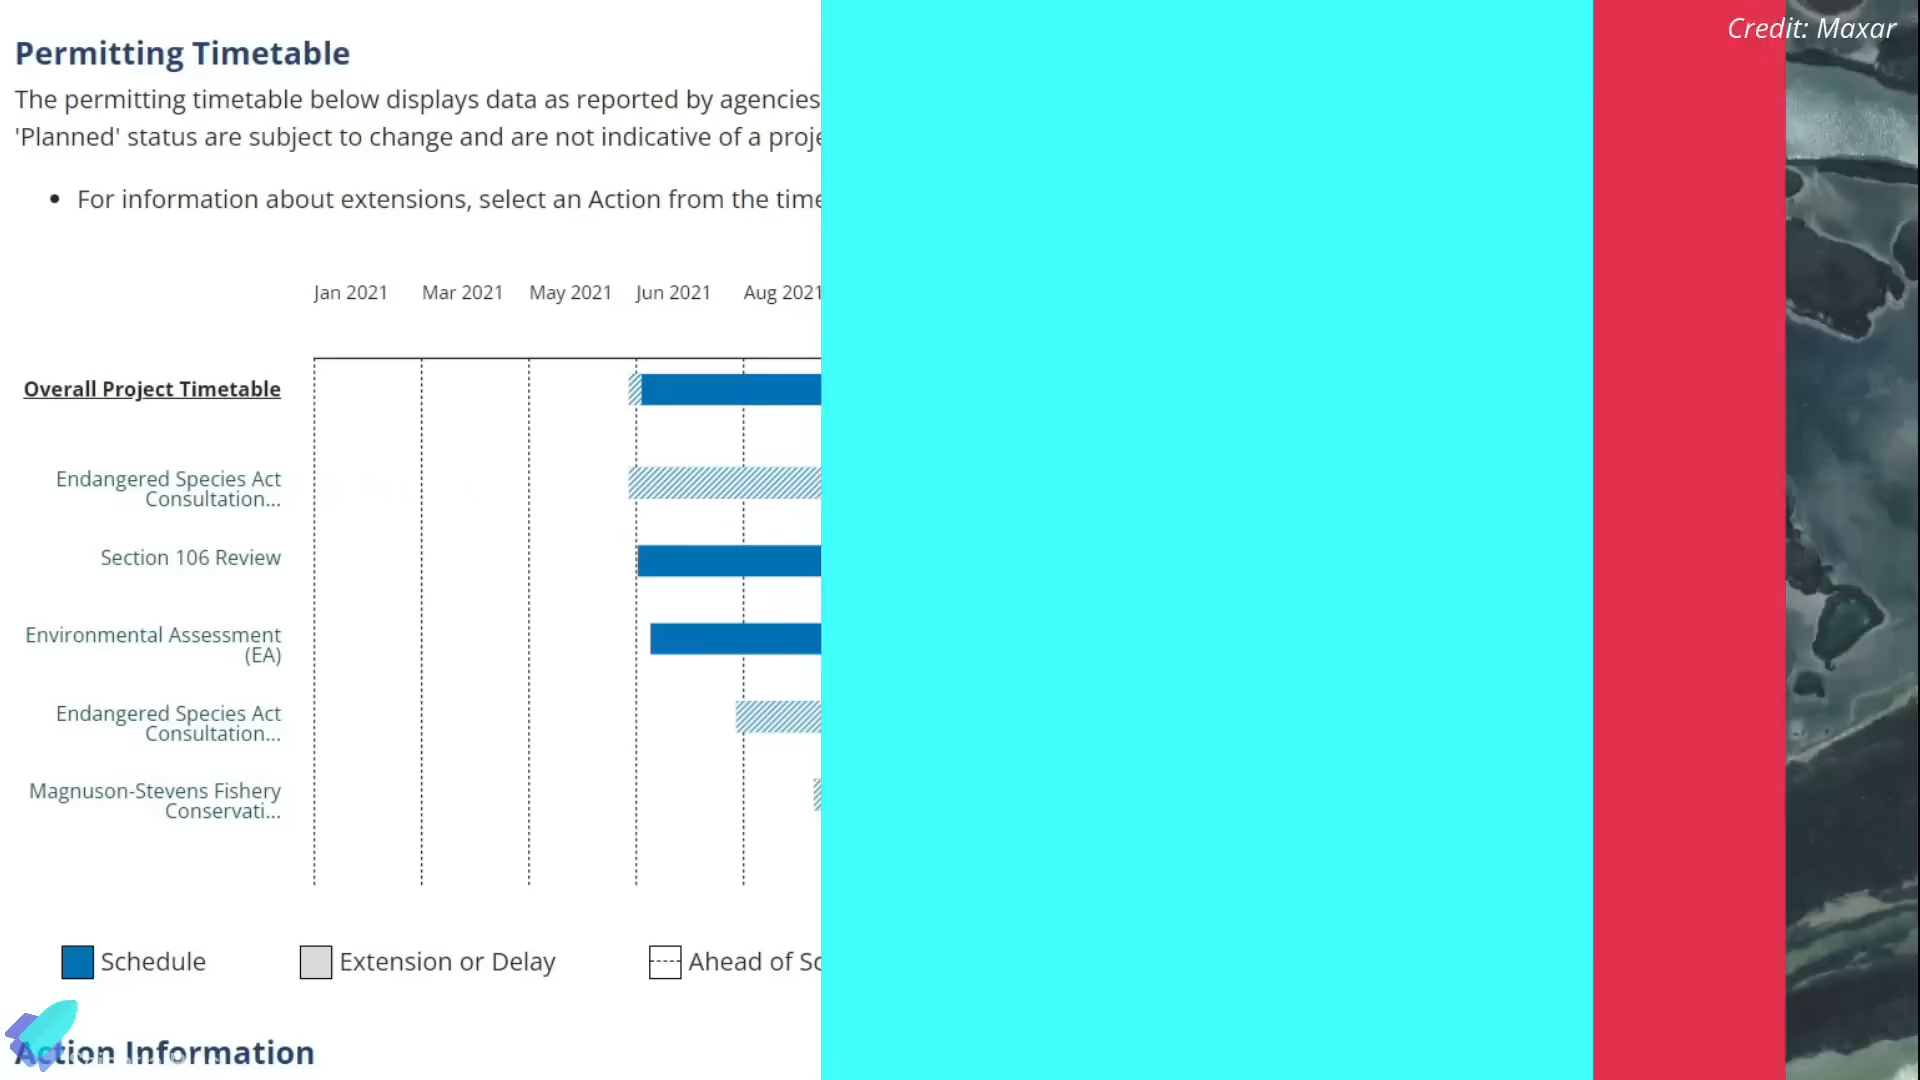 Credit: Maxar
Permitting Timetable
The permitting timetable below displays data as reported by agencies
'Planned' status are subject to change and are not indicative of a proje
• For information about extensions, select an Action from the time
Jan 2021 Mar 2021 May 2021 Jun 2021 Aug 2021
Overall Project Timetable
Endangered Species Act
Consultation...
Section 106 Review
Environmental Assessment
(EA)
Endangered Species Act
Consultation...
Magnuson-Stevens Fishery
Conservati...
Schedule Extension or Delay Ahead of Sc
Action Information